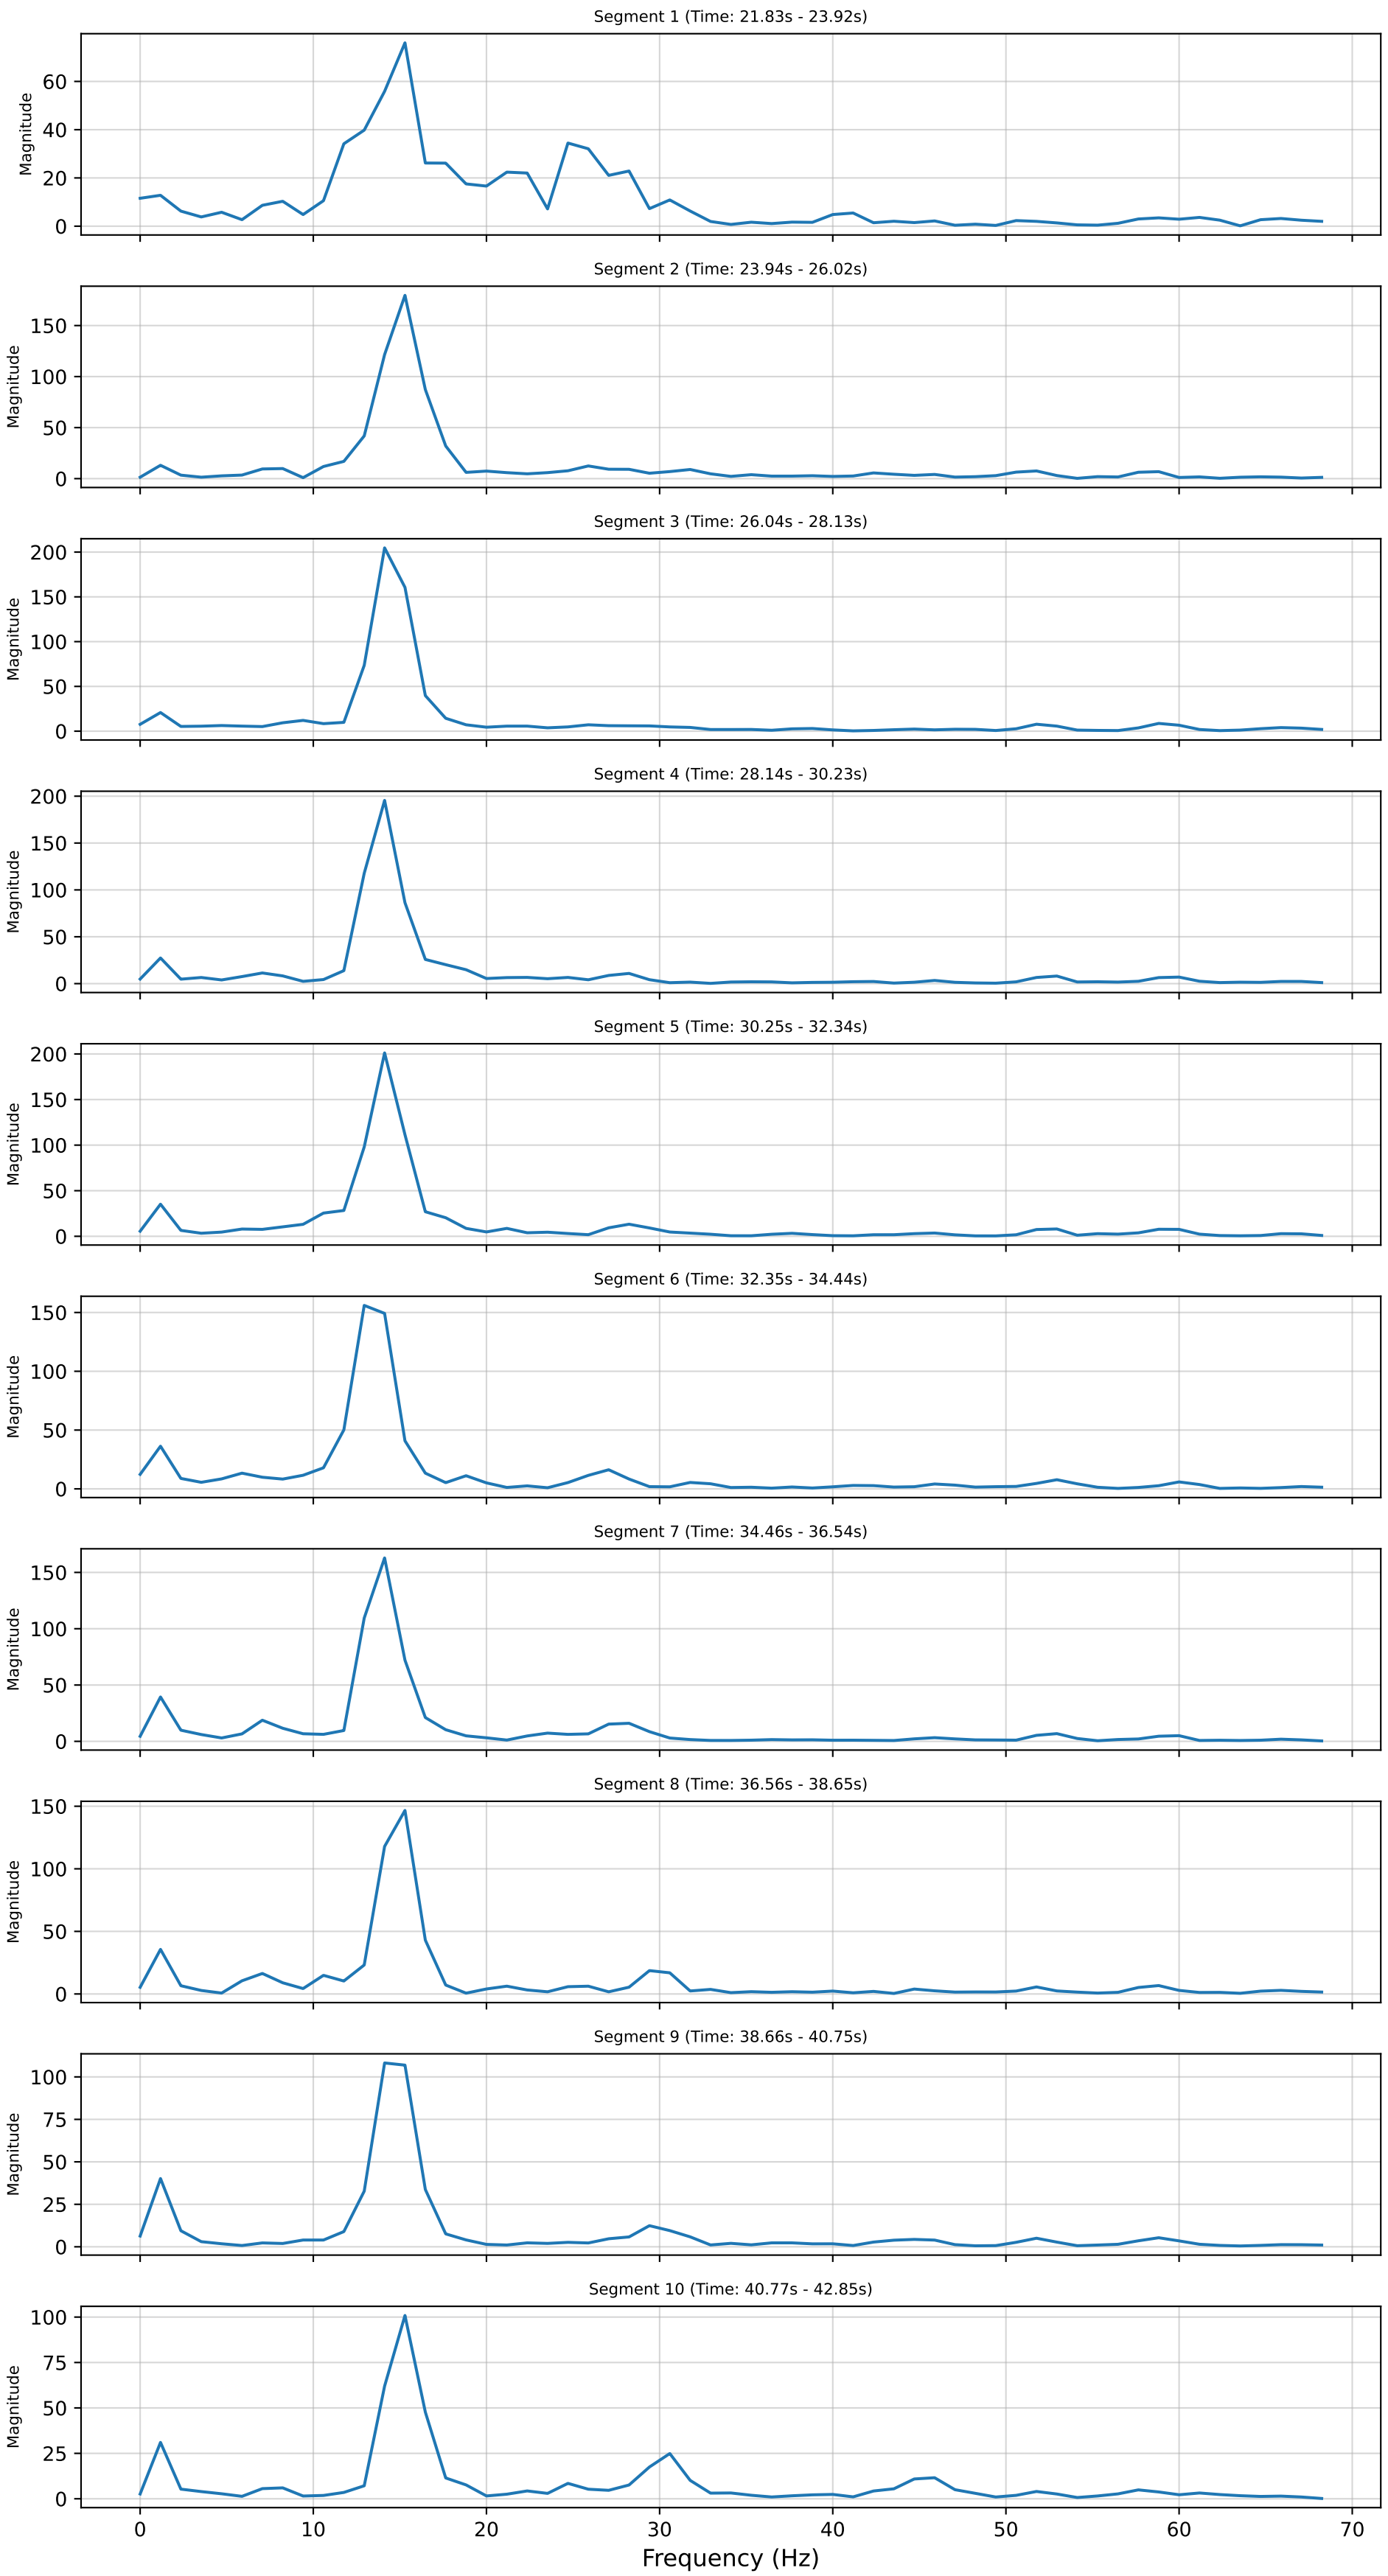 Segment 1 (Time: 21.83s - 23.92s)
Magnitude
60
40
20
0
Segment 2 (Time: 23.94s - 26.02s)
Magnitude
150
100
50
0
Segment 3 (Time: 26.04s - 28.13s)
Magnitude
200
150
100
50
0
Segment 4 (Time: 28.14s - 30.23s)
Magnitude
200
150
100
50
0
Segment 5 (Time: 30.25s - 32.34s)
Magnitude
200
150
100
50
0
Segment 6 (Time: 32.35s - 34.44s)
Magnitude
150
100
50
0
Segment 7 (Time: 34.46s - 36.54s)
Magnitude
150
100
50
0
Segment 8 (Time: 36.56s - 38.65s)
Magnitude
150
100
50
0
Segment 9 (Time: 38.66s - 40.75s)
Magnitude
100
75
50
25
0
Segment 10 (Time: 40.77s - 42.85s)
Magnitude
100
75
50
25
0
0 10 20 30 40 50 60 70
Frequency (Hz)